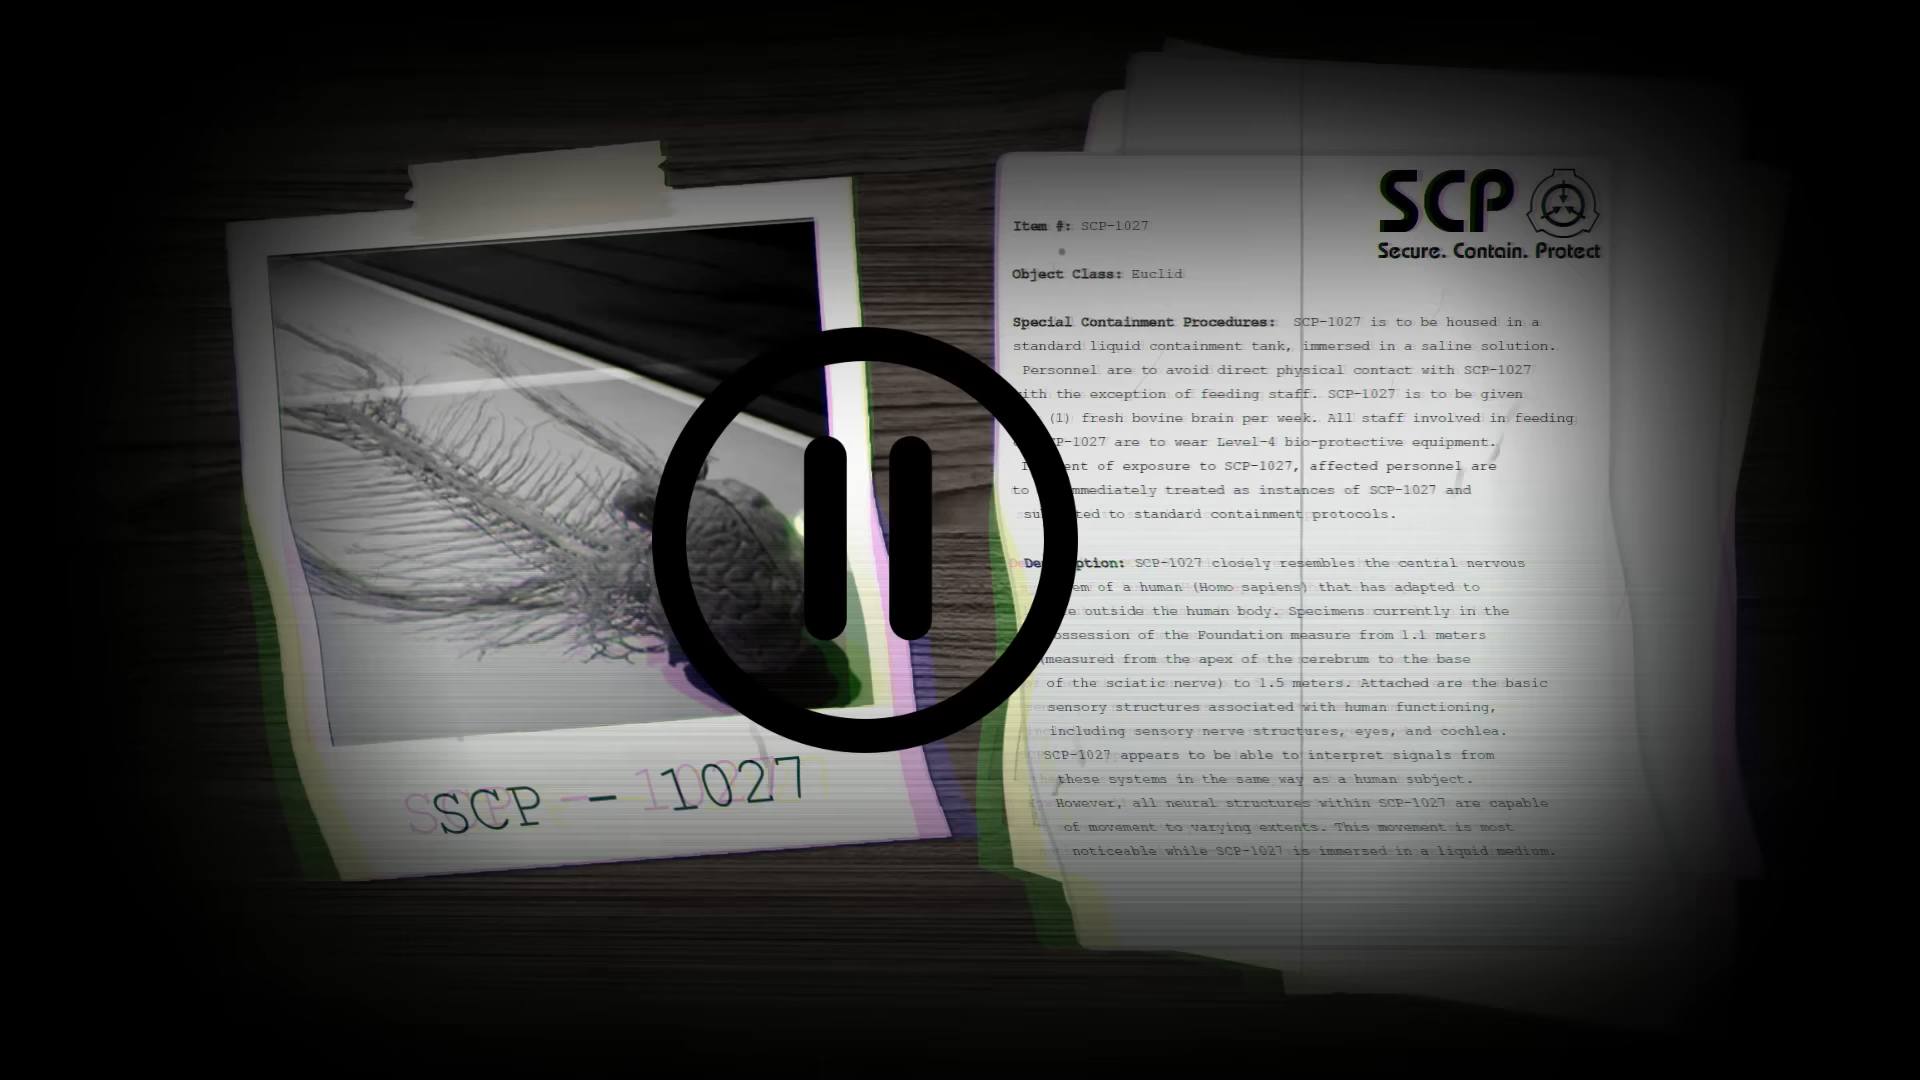 SCP - 1027
SCP
Secure. Contain. Protect
Item #: SCP-1027
Object Class: Euclid
Special Containment Procedures: SCP-1027 is to be housed in a
standard liquid containment tank, immersed in a saline solution.
Personnel are to avoid direct physical contact with SCP-1027
with the exception of feeding staff. SCP-1027 is to be given
(1) fresh bovine brain per week. All staff involved in feeding
are to wear Level-4 bio-protective equipment.
of exposure to SCP-1027, affected personnel are
to immediately treated as instances of SCP-1027 and
to standard containment protocols.
Description: SCP-1027 closely resembles the central nervous
of a human (Homo sapiens) that has adapted to
outside the human body. Specimens currently in the
possession of the Foundation measure from 1.1 meters
(measured from the apex of the cerebrum to the base
of the sciatic nerve) to 1.5 meters. Attached are the basic
sensory structures associated with human functioning,
including sensory nerve structures, eyes, and cochlea.
SCP-1027 appears to be able to interpret signals from
these systems in the same way as a human subject.
However, all neural structures within SCP-1027 are capable
of movement to varying extents. This movement is most
noticeable while SCP-1027 is immersed in a liquid medium.